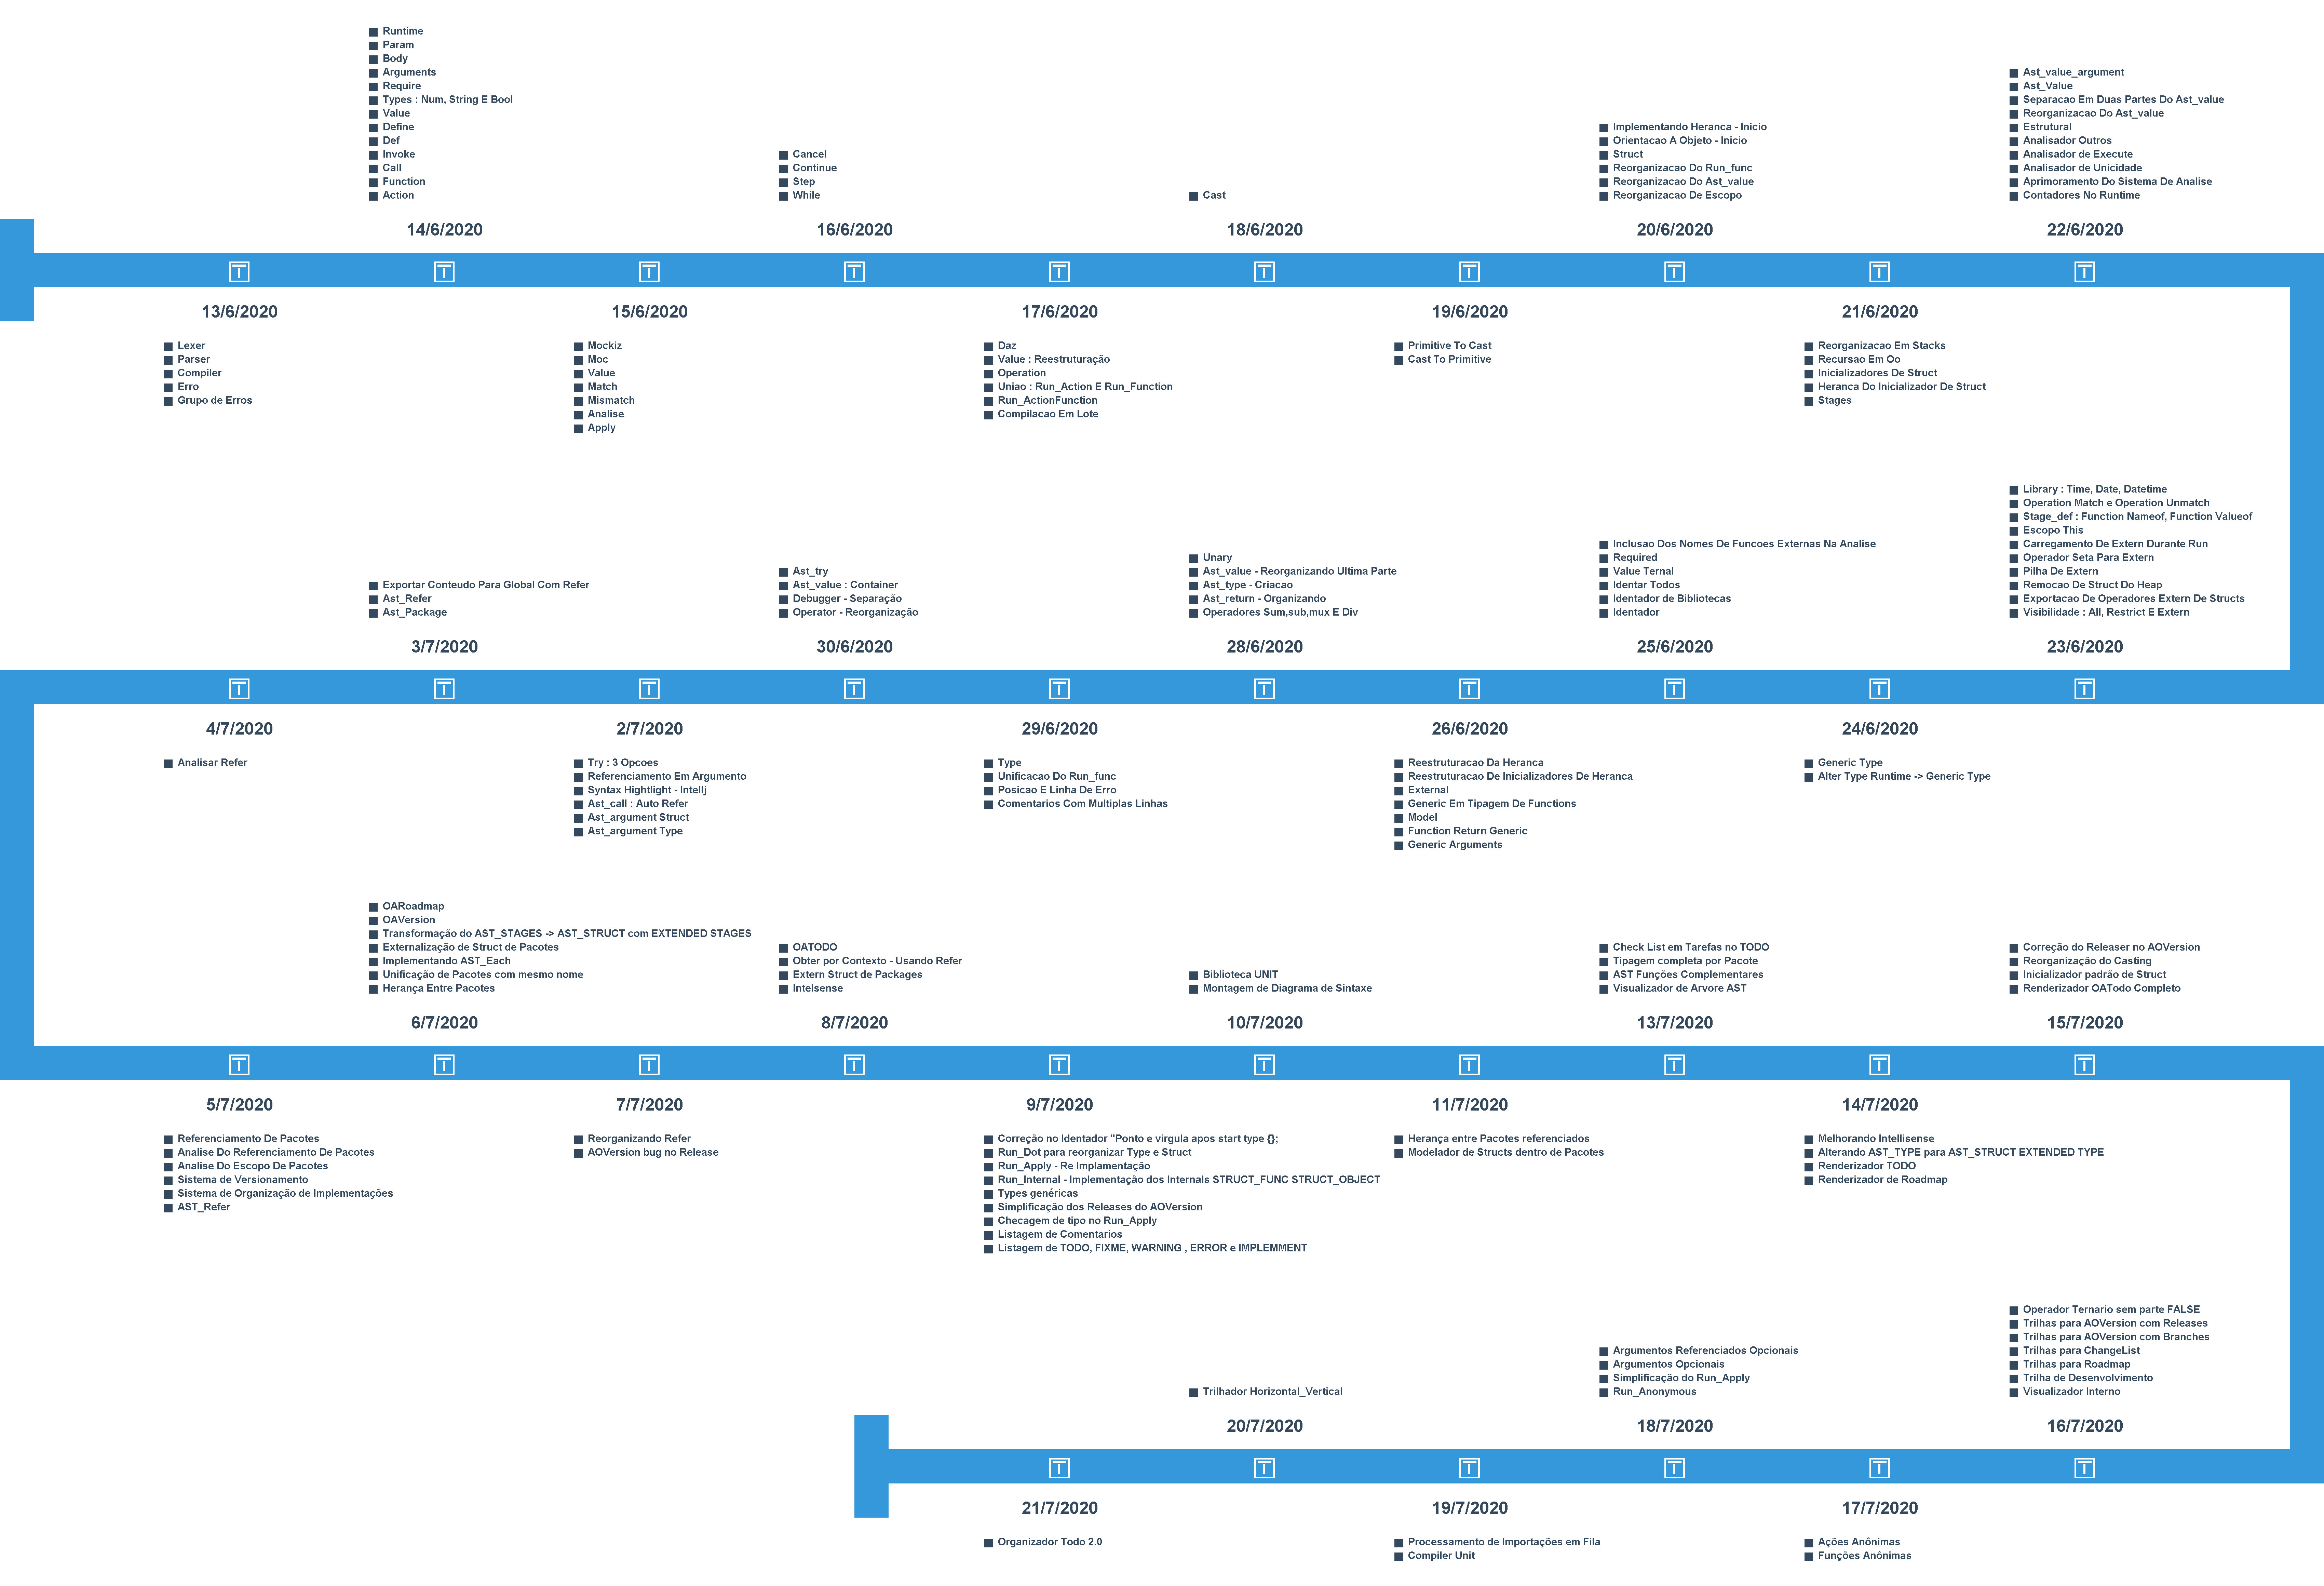 Runtime
Param
Body
Arguments
Require
Types : Num, String E Bool
Value
Define
Def
Invoke
Call
Function
Action
14/6/2020
Cancel
Continue
Step
While
16/6/2020
Cast
18/6/2020
Implementando Heranca - Inicio
Orientacao A Objeto - Inicio
Struct
Reorganizacao Do Run_func
Reorganizacao Do Ast_value
Reorganizacao De Escopo
20/6/2020
Ast_value_argument
Ast_Value
Separacao Em Duas Partes Do Ast_value
Reorganizacao Do Ast_value
Estrutural
Analisador Outros
Analisador de Execute
Analisador de Unicidade
Aprimoramento Do Sistema De Analise
Contadores No Runtime
22/6/2020
13/6/2020
Lexer
Parser
Compiler
Erro
Grupo de Erros
15/6/2020
Mockiz
Moc
Value
Match
Mismatch
Analise
Apply
17/6/2020
Daz
Value : Reestruturação
Operation
Uniao : Run_Action E Run_Function
Run_ActionFunction
Compilacao Em Lote
19/6/2020
Primitive To Cast
Cast To Primitive
21/6/2020
Reorganizacao Em Stacks
Recursao Em Oo
Inicializadores De Struct
Heranca Do Inicializador De Struct
Stages
Exportar Conteudo Para Global Com Refer
Ast_Refer
Ast_Package
3/7/2020
Ast_try
Ast_value : Container
Debugger - Separação
Operator - Reorganização
30/6/2020
Unary
Ast_value - Reorganizando Ultima Parte
Ast_type - Criacao
Ast_return - Organizando
Operadores Sum,sub,mux E Div
28/6/2020
Inclusao Dos Nomes De Funcoes Externas Na Analise
Required
Value Ternal
Identar Todos
Identador de Bibliotecas
Identador
25/6/2020
Library : Time, Date, Datetime
Operation Match e Operation Unmatch
Stage_def : Function Nameof, Function Valueof
Escopo This
Carregamento De Extern Durante Run
Operador Seta Para Extern
Pilha De Extern
Remocao De Struct Do Heap
Exportacao De Operadores Extern De Structs
Visibilidade : All, Restrict E Extern
23/6/2020
4/7/2020
Analisar Refer
2/7/2020
Try : 3 Opcoes
Referenciamento Em Argumento
Syntax Hightlight - Intellj
Ast_call : Auto Refer
Ast_argument Struct
Ast_argument Type
29/6/2020
Type
Unificacao Do Run_func
Posicao E Linha De Erro
Comentarios Com Multiplas Linhas
26/6/2020
Reestruturacao Da Heranca
Reestruturacao De Inicializadores De Heranca
External
Generic Em Tipagem De Functions
Model
Function Return Generic
Generic Arguments
24/6/2020
Generic Type
Alter Type Runtime -> Generic Type
OARoadmap
OAVersion
Transformação do AST_STAGES -> AST_STRUCT com EXTENDED STAGES
Externalização de Struct de Pacotes
Implementando AST_Each
Unificação de Pacotes com mesmo nome
Herança Entre Pacotes
6/7/2020
OATODO
Obter por Contexto - Usando Refer
Extern Struct de Packages
Intelsense
8/7/2020
Biblioteca UNIT
Montagem de Diagrama de Sintaxe
10/7/2020
Check List em Tarefas no TODO
Tipagem completa por Pacote
AST Funções Complementares
Visualizador de Arvore AST
13/7/2020
Correção do Releaser no AOVersion
Reorganização do Casting
Inicializador padrão de Struct
Renderizador OATodo Completo
15/7/2020
5/7/2020
Referenciamento De Pacotes
Analise Do Referenciamento De Pacotes
Analise Do Escopo De Pacotes
Sistema de Versionamento
Sistema de Organização de Implementações
AST_Refer
7/7/2020
Reorganizando Refer
AOVersion bug no Release
9/7/2020
Correção no Identador "Ponto e virgula apos start type {};
Run_Dot para reorganizar Type e Struct
Run_Apply - Re Implamentação
Run_Internal - Implementação dos Internals STRUCT_FUNC STRUCT_OBJECT
Types genéricas
Simplificação dos Releases do AOVersion
Checagem de tipo no Run_Apply
Listagem de Comentarios
Listagem de TODO, FIXME, WARNING , ERROR e IMPLEMMENT
11/7/2020
Herança entre Pacotes referenciados
Modelador de Structs dentro de Pacotes
14/7/2020
Melhorando Intellisense
Alterando AST_TYPE para AST_STRUCT EXTENDED TYPE
Renderizador TODO
Renderizador de Roadmap
Trilhador Horizontal_Vertical
20/7/2020
Argumentos Referenciados Opcionais
Argumentos Opcionais
Simplificação do Run_Apply
Run_Anonymous
18/7/2020
Operador Ternario sem parte FALSE
Trilhas para AOVersion com Releases
Trilhas para AOVersion com Branches
Trilhas para ChangeList
Trilhas para Roadmap
Trilha de Desenvolvimento
Visualizador Interno
16/7/2020
21/7/2020
Organizador Todo 2.0
19/7/2020
Processamento de Importações em Fila
Compiler Unit
17/7/2020
Ações Anônimas
Funções Anônimas